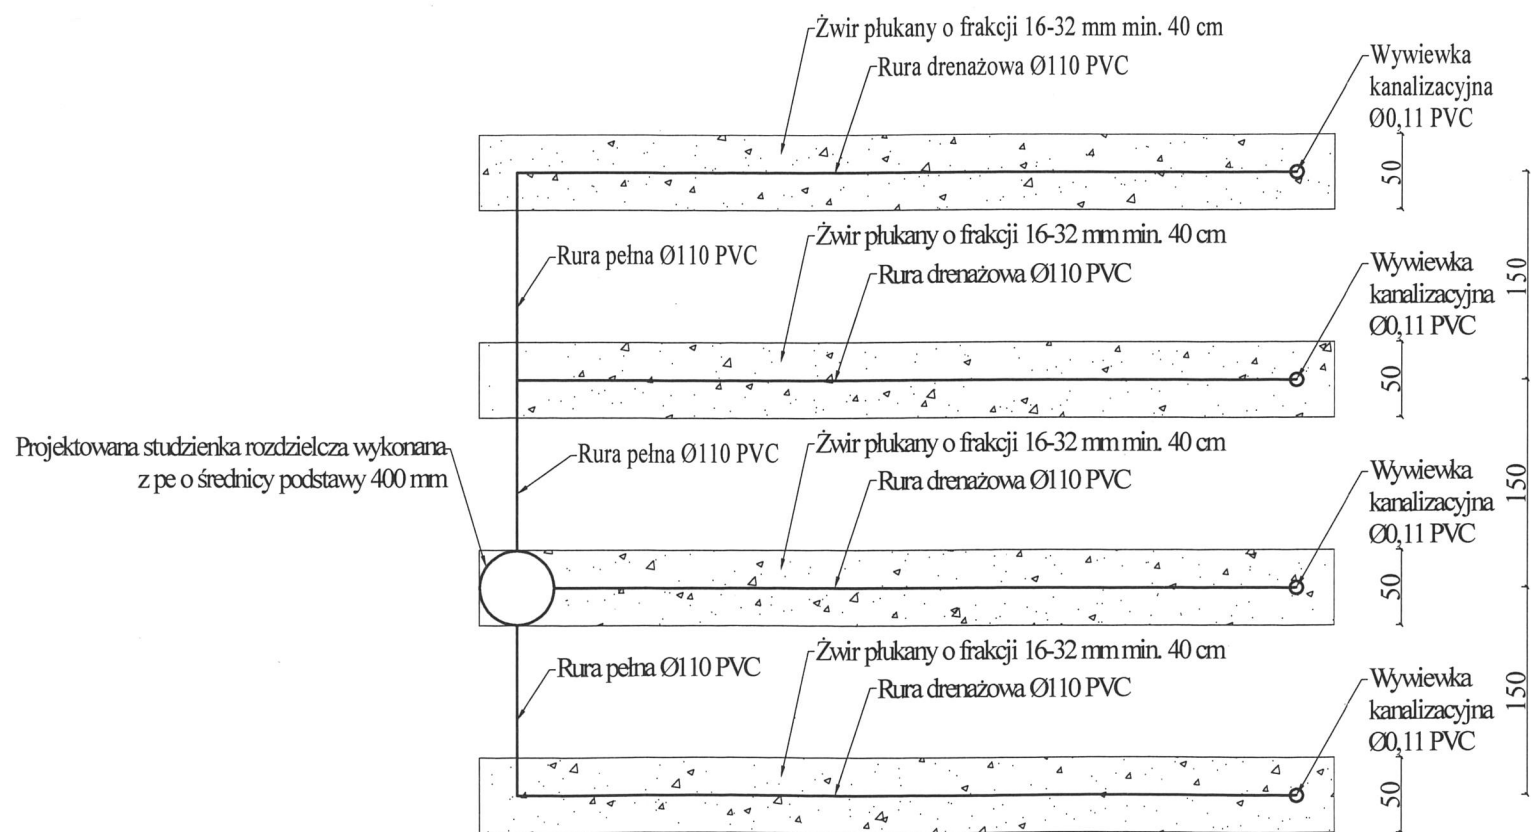 Żwir płukany o frakcji 16-32 mm min. 40 cm
Rura drenażowa Ø110 PVC
Wywiewka
kanalizacyjna
Ø0,11 PVC
50
Rura pełna Ø110 PVC
Żwir płukany o frakcji 16-32 mm min. 40 cm
Rura drenażowa Ø110 PVC
Wywiewka
kanalizacyjna
Ø0,11 PVC
150
50
Projektowana studzienka rozdzielcza wykonana
z pe o średnicy podstawy 400 mm
Rura pełna Ø110 PVC
Żwir płukany o frakcji 16-32 mm min. 40 cm
Rura drenażowa Ø110 PVC
Wywiewka
kanalizacyjna
Ø0,11 PVC
150
50
Rura pełna Ø110 PVC
Żwir płukany o frakcji 16-32 mm min. 40 cm
Rura drenażowa Ø110 PVC
Wywiewka
kanalizacyjna
Ø0,11 PVC
150
50